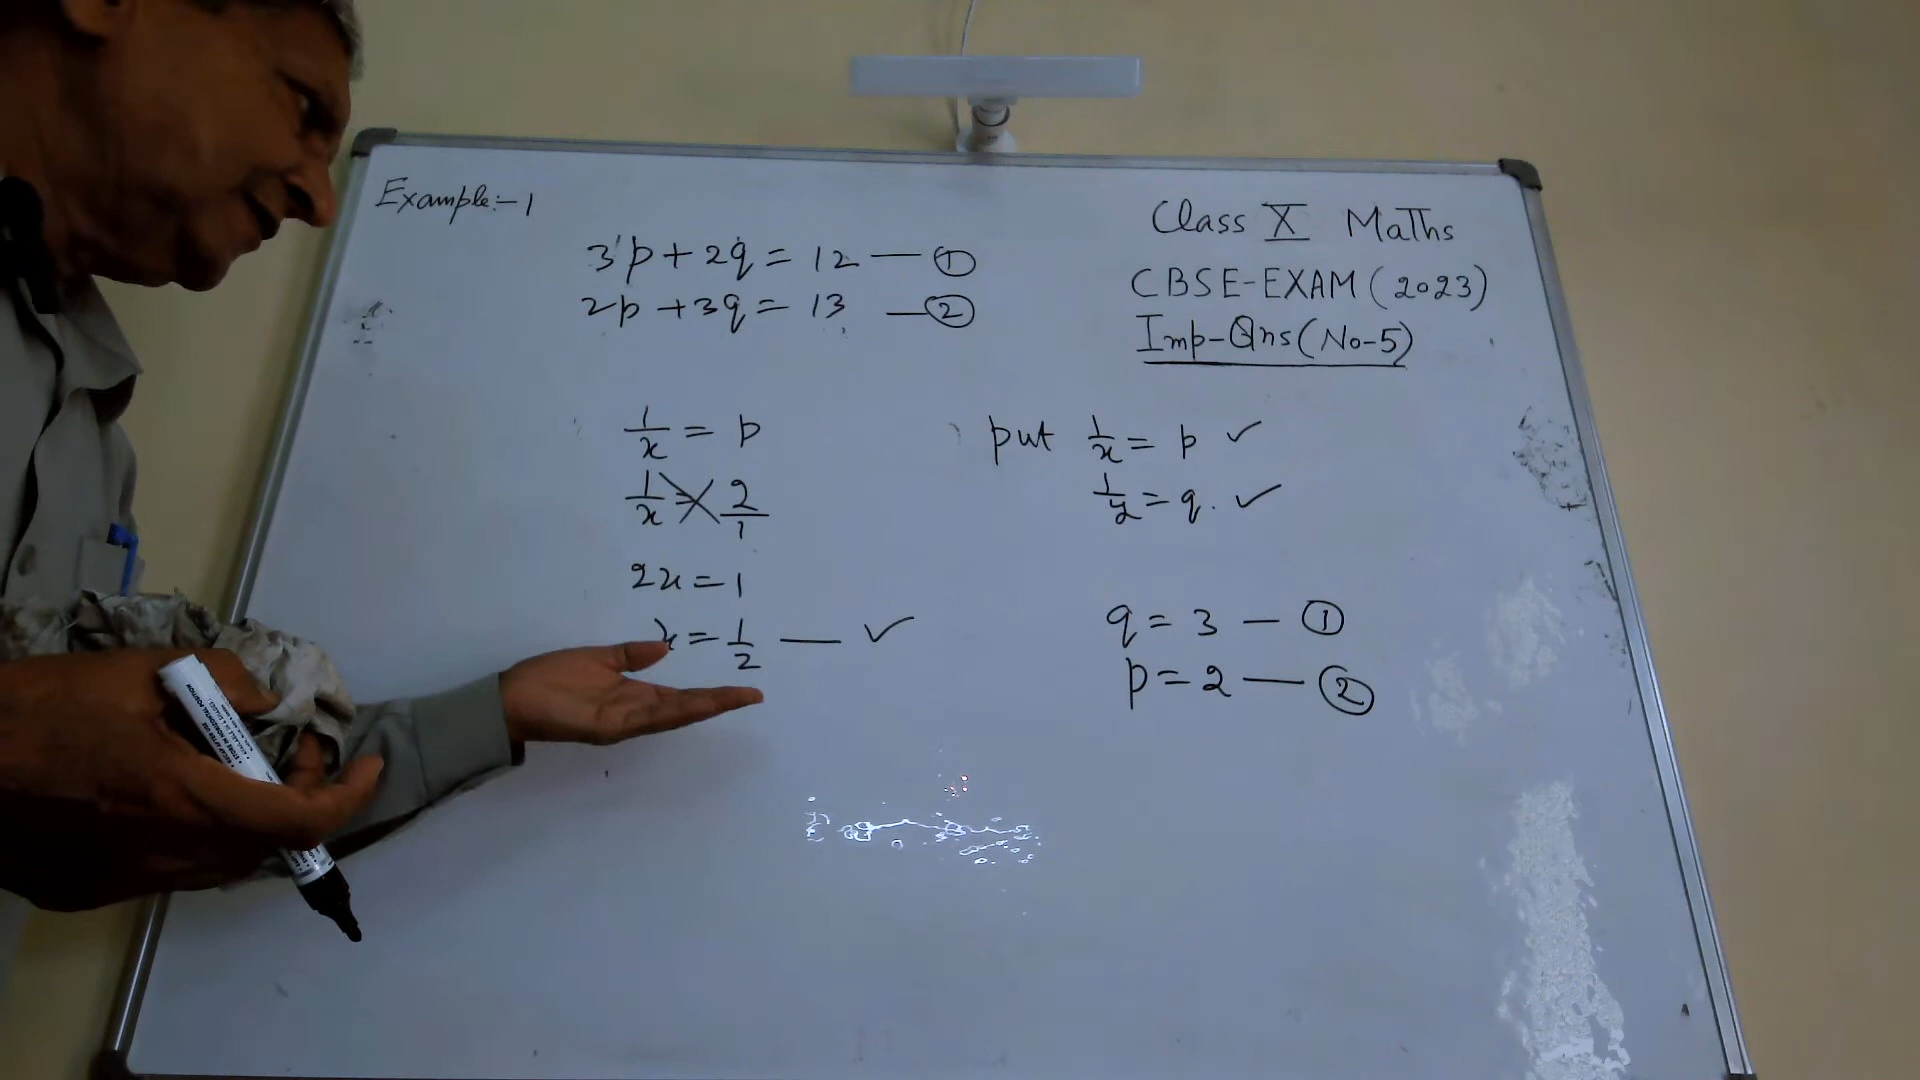 Example:- 1
Class X Maths
CBSE-EXAM (2023)
Imp-Qns (No-5)
3p + 2q = 12 — ①
2p + 3q = 13 — ②
1/x = p
1/x = 2/1
2x = 1
x = 1/2 — ✓
put 1/x = p ✓
1/y = q. ✓
q = 3 — ①
p = 2 — ②